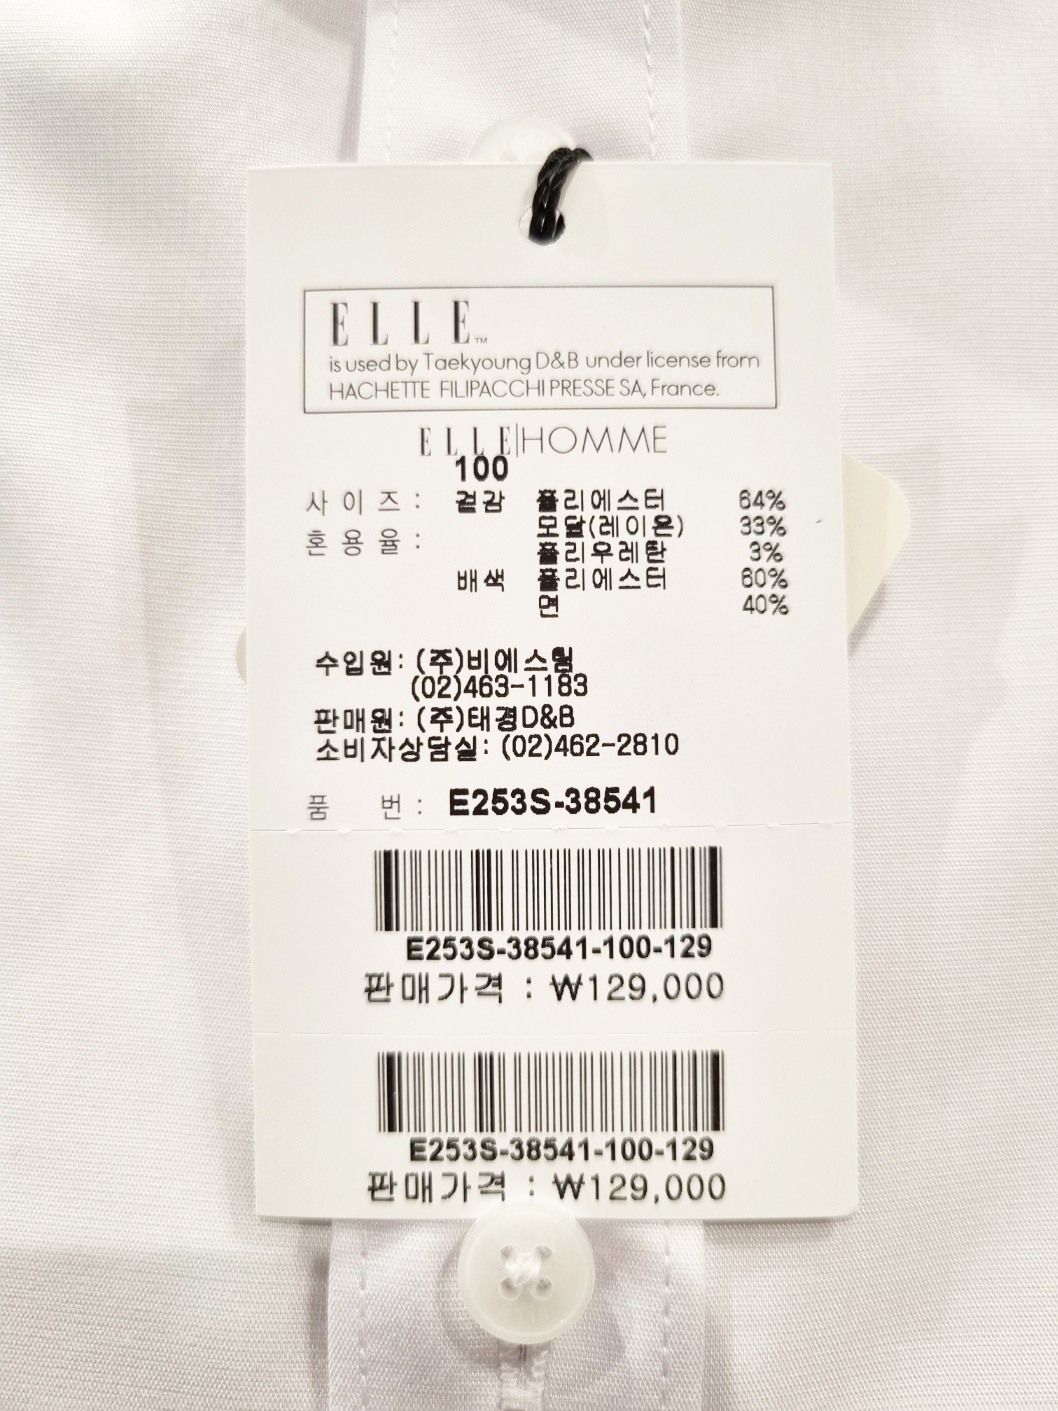 ELLE™
is used by Taekyoung D&B under license from
HACHETTE FILIPACCHI PRESSE SA, France.
ELLE|HOMME
100
사이즈: 겉감 폴리에스터 64%
모달(레이온) 33%
혼용율:
폴리우레탄 3%
배색 폴리에스터 60%
면 40%
수입원: (주)비에스템
(02)463-1183
판매원: (주)태경D&B
소비자상담실: (02)462-2810
품 번: E253S-38541
E253S-38541-100-129
판매가격 : ₩129,000
E253S-38541-100-129
판매가격 : ₩129,000